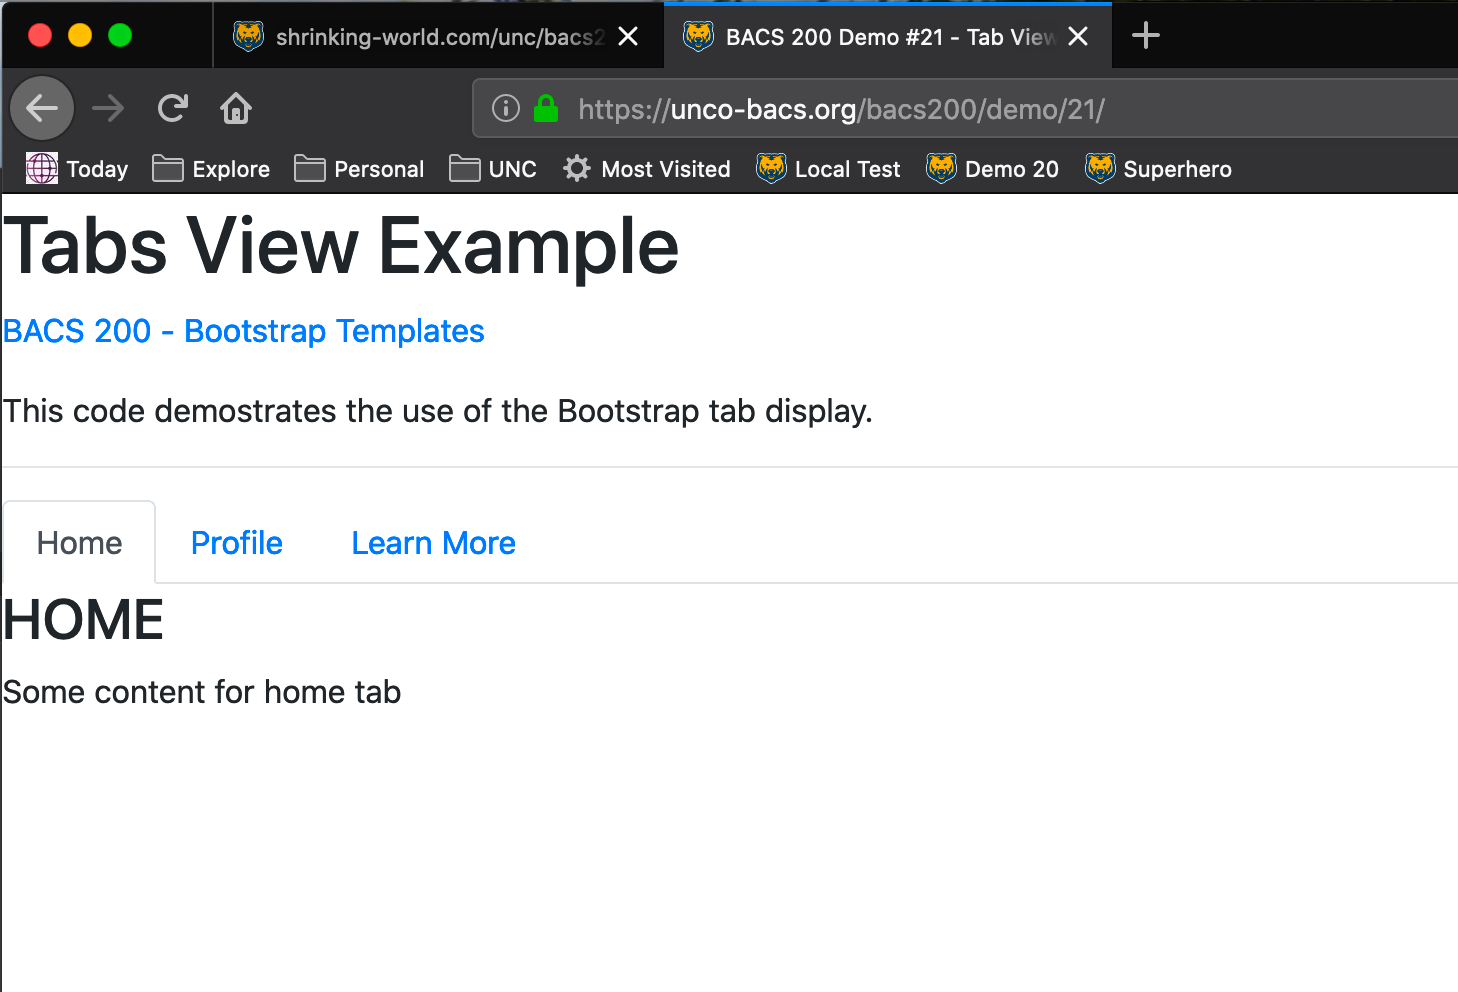 shrinking-world.com/unc/bacs2
BACS 200 Demo #21 - Tab View
https://unco-bacs.org/bacs200/demo/21/
Today Explore Personal UNC Most Visited Local Test Demo 20 Superhero
Tabs View Example
BACS 200 - Bootstrap Templates
This code demostrates the use of the Bootstrap tab display.
Home Profile Learn More
HOME
Some content for home tab